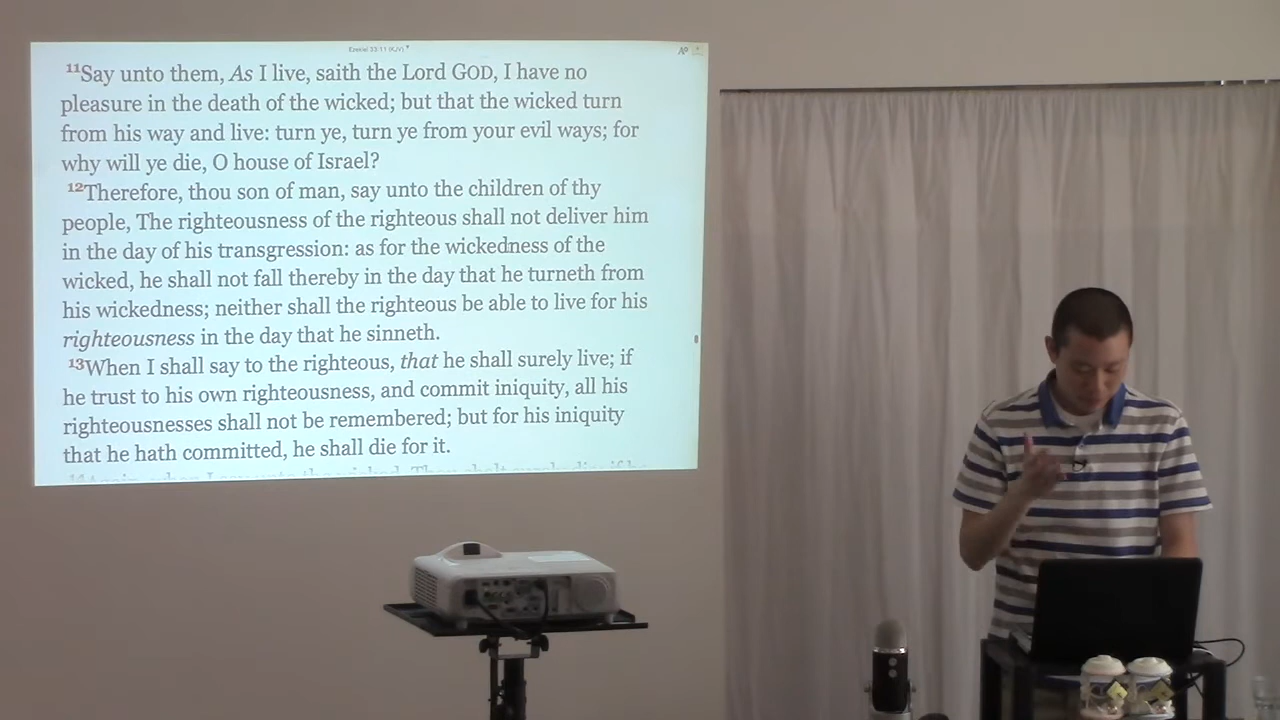 Ezekiel 33:11 (KJV)
11Say unto them, As I live, saith the Lord GOD, I have no
pleasure in the death of the wicked; but that the wicked turn
from his way and live: turn ye, turn ye from your evil ways; for
why will ye die, O house of Israel?
12Therefore, thou son of man, say unto the children of thy
people, The righteousness of the righteous shall not deliver him
in the day of his transgression: as for the wickedness of the
wicked, he shall not fall thereby in the day that he turneth from
his wickedness; neither shall the righteous be able to live for his
righteousness in the day that he sinneth.
13When I shall say to the righteous, that he shall surely live; if
he trust to his own righteousness, and commit iniquity, all his
righteousnesses shall not be remembered; but for his iniquity
that he hath committed, he shall die for it.